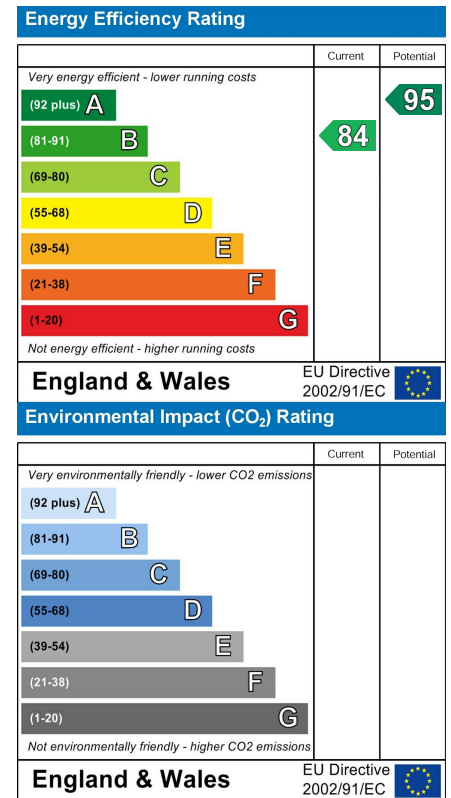 Energy Efficiency Rating
Current Potential
Very energy efficient - lower running costs
(92 plus) A
95
(81-91) B
84
(69-80) C
(55-68) D
(39-54) E
(21-38) F
(1-20) G
Not energy efficient - higher running costs
England & Wales
EU Directive
2002/91/EC
Environmental Impact (CO₂) Rating
Current Potential
Very environmentally friendly - lower CO2 emissions
(92 plus) A
(81-91) B
(69-80) C
(55-68) D
(39-54) E
(21-38) F
(1-20) G
Not environmentally friendly - higher CO2 emissions
England & Wales
EU Directive
2002/91/EC